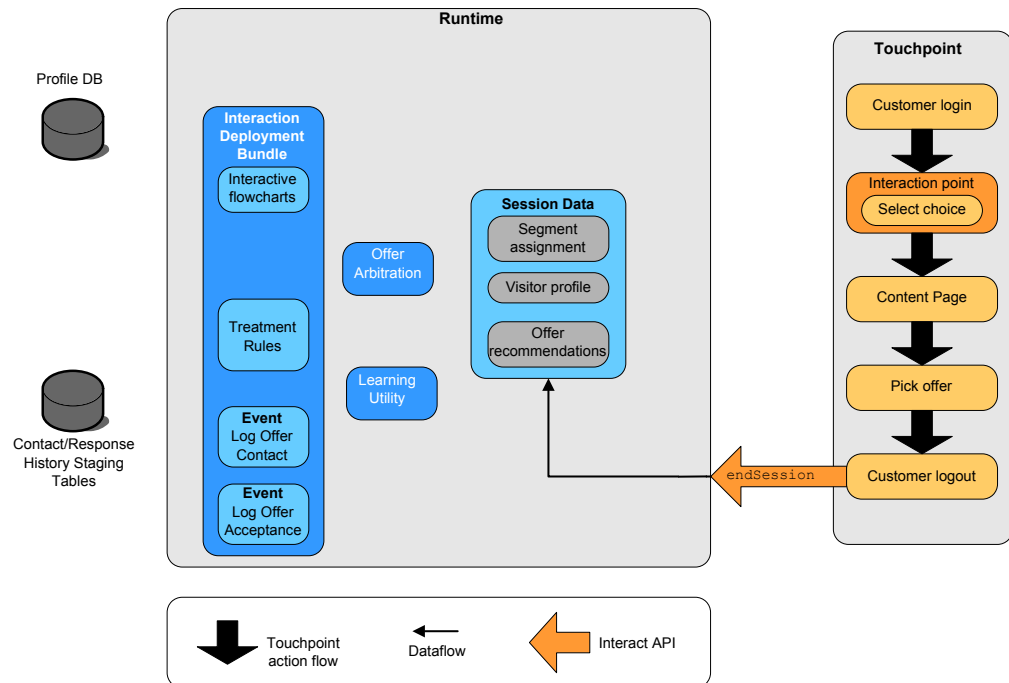 Runtime
Profile DB
Interaction
Deployment
Bundle
Interactive
flowcharts
Treatment
Rules
Event
Log Offer
Contact
Event
Log Offer
Acceptance
Offer
Arbitration
Learning
Utility
Session Data
Segment
assignment
Visitor profile
Offer
recommendations
Contact/Response
History Staging
Tables
Touchpoint
Customer login
Interaction point
Select choice
Content Page
Pick offer
Customer logout
endSession
Touchpoint
action flow
Dataflow
Interact API